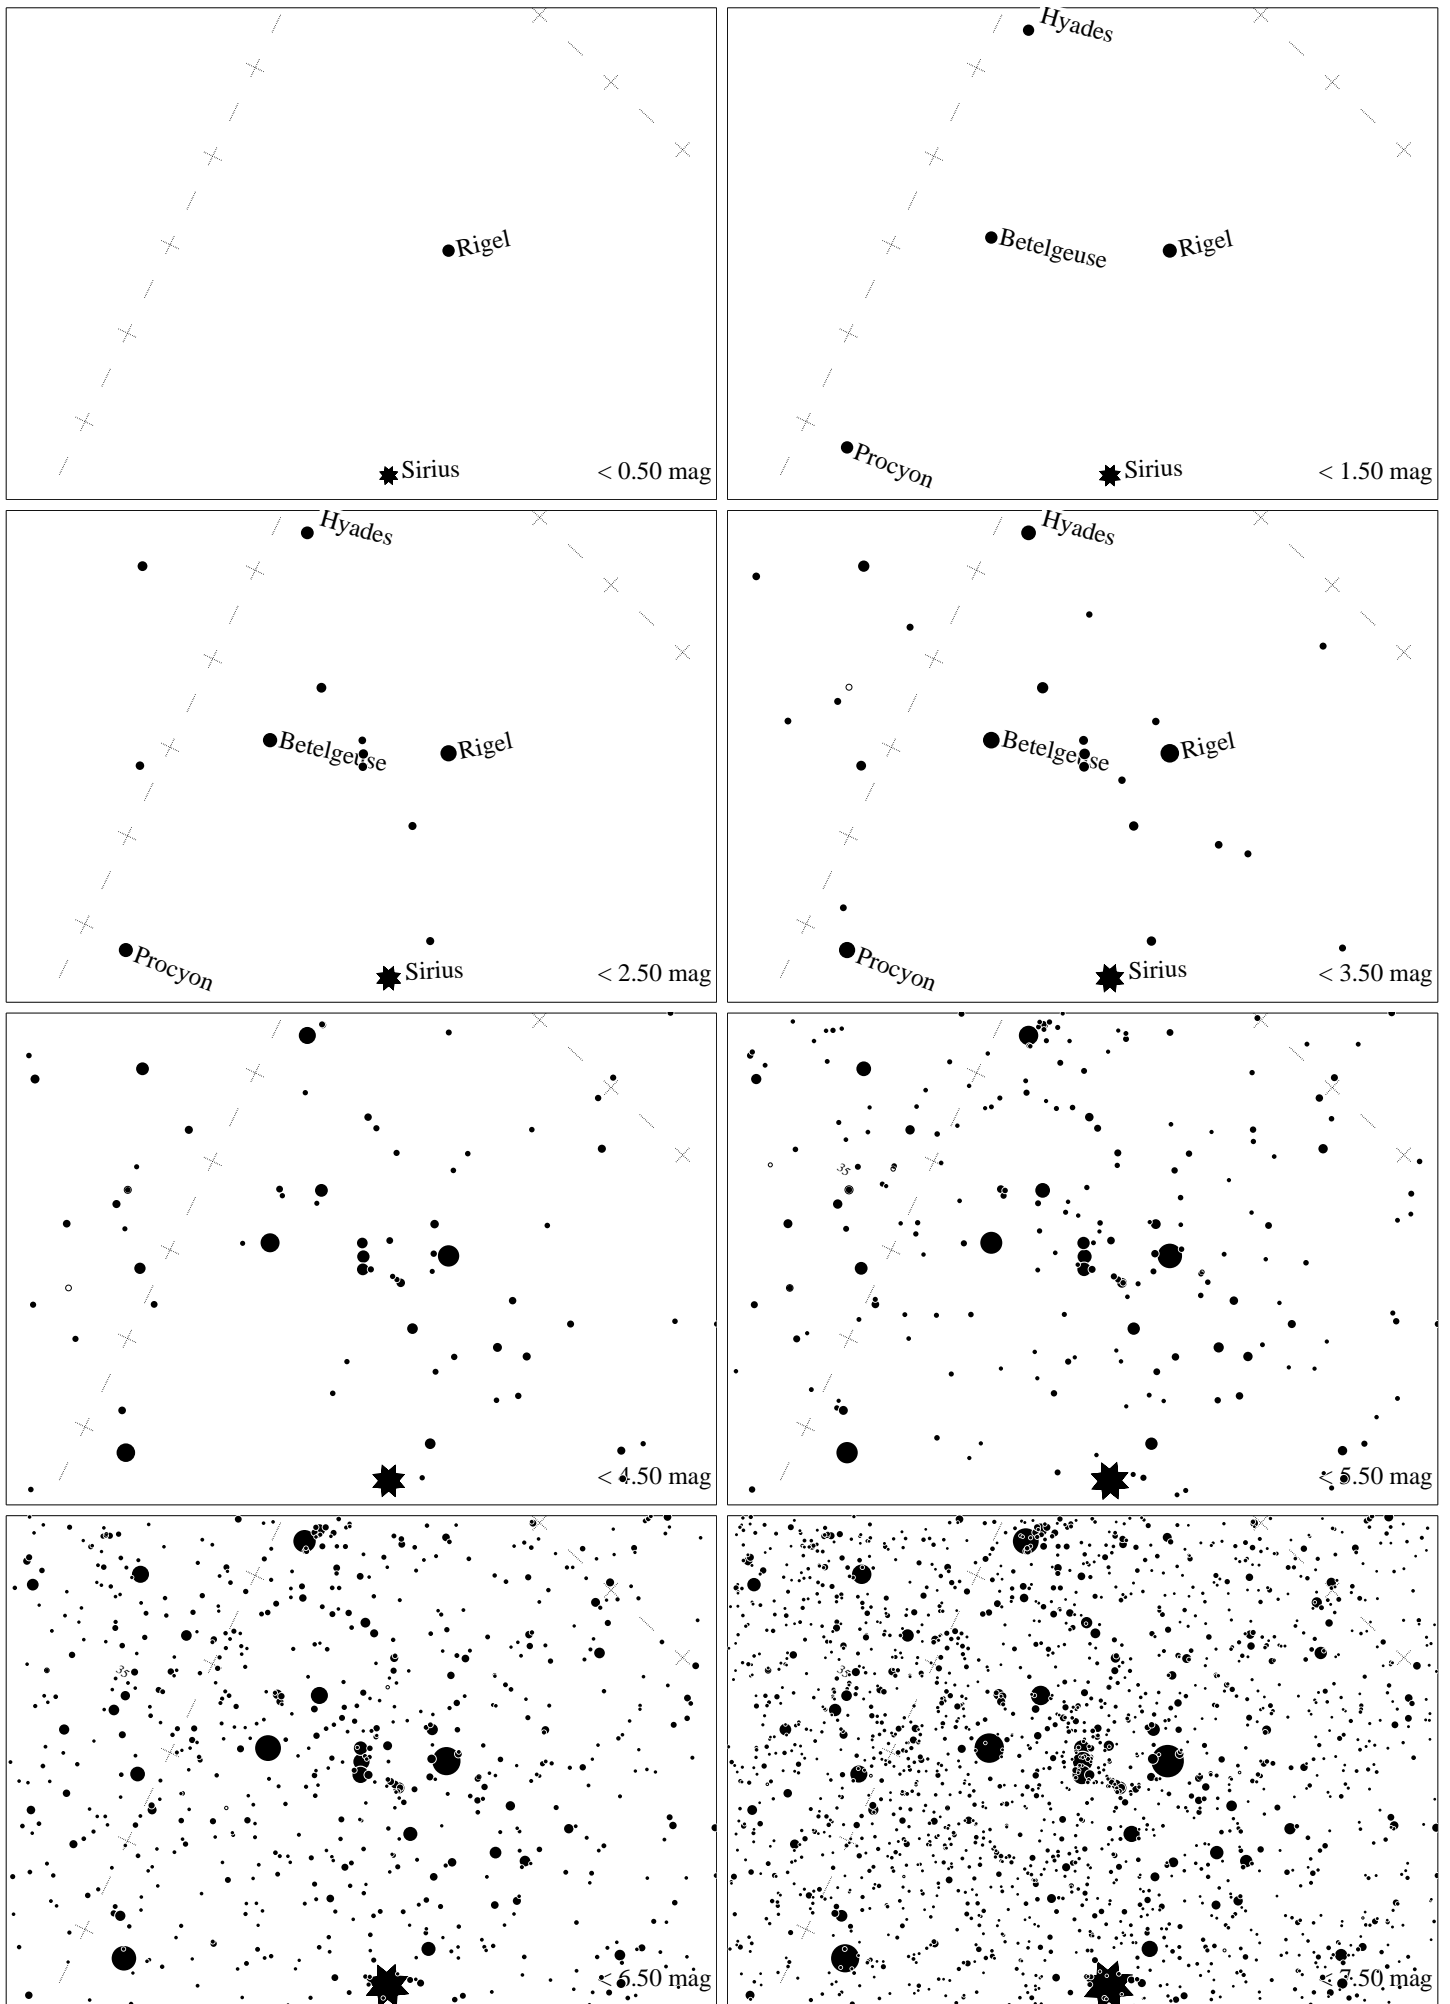 Rigel
Sirius
< 0.50 mag
Hyades
Betelgeuse
Rigel
Procyon
Sirius
< 1.50 mag
Hyades
Betelgeuse
Rigel
Procyon
Sirius
< 2.50 mag
Hyades
Betelgeuse
Rigel
Procyon
Sirius
< 3.50 mag
< 4.50 mag
35
< 5.50 mag
35
< 6.50 mag
35
< 7.50 mag